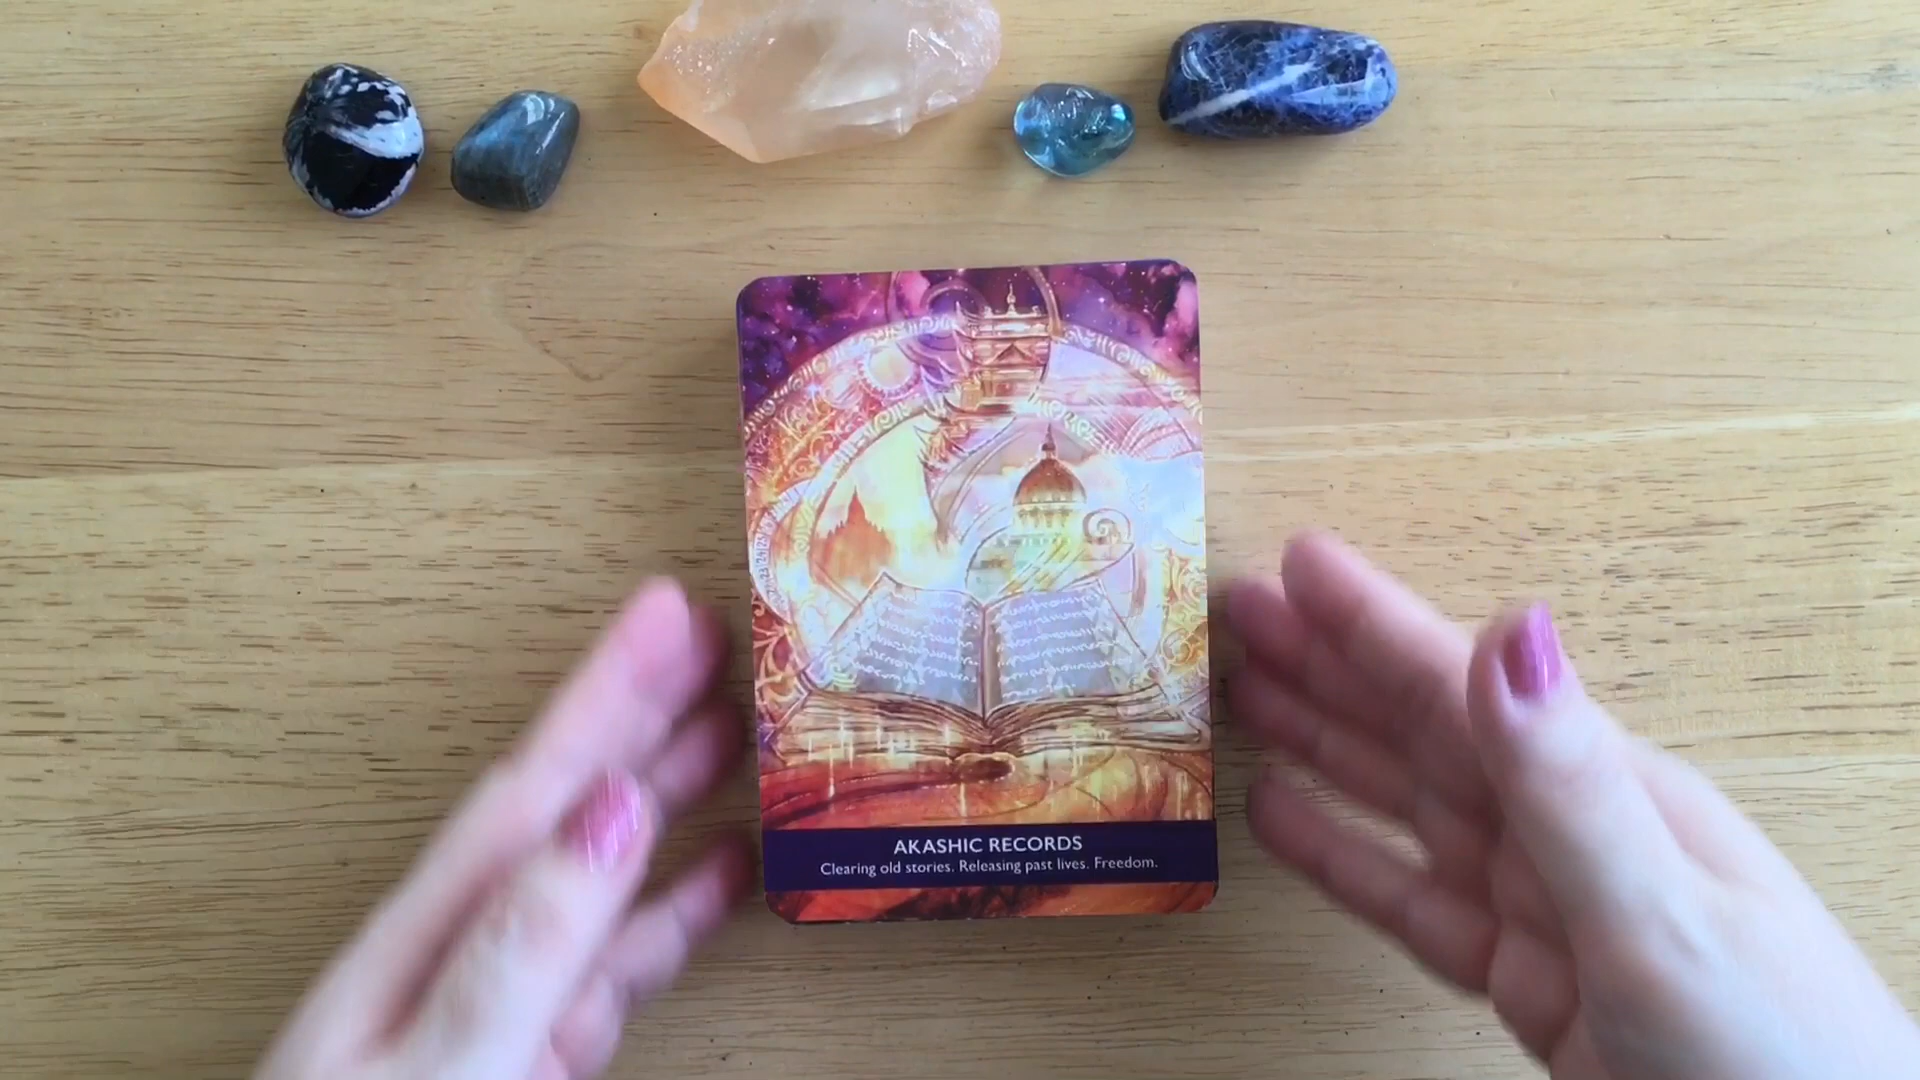 AKASHIC RECORDS
Clearing old stories. Releasing past lives. Freedom.